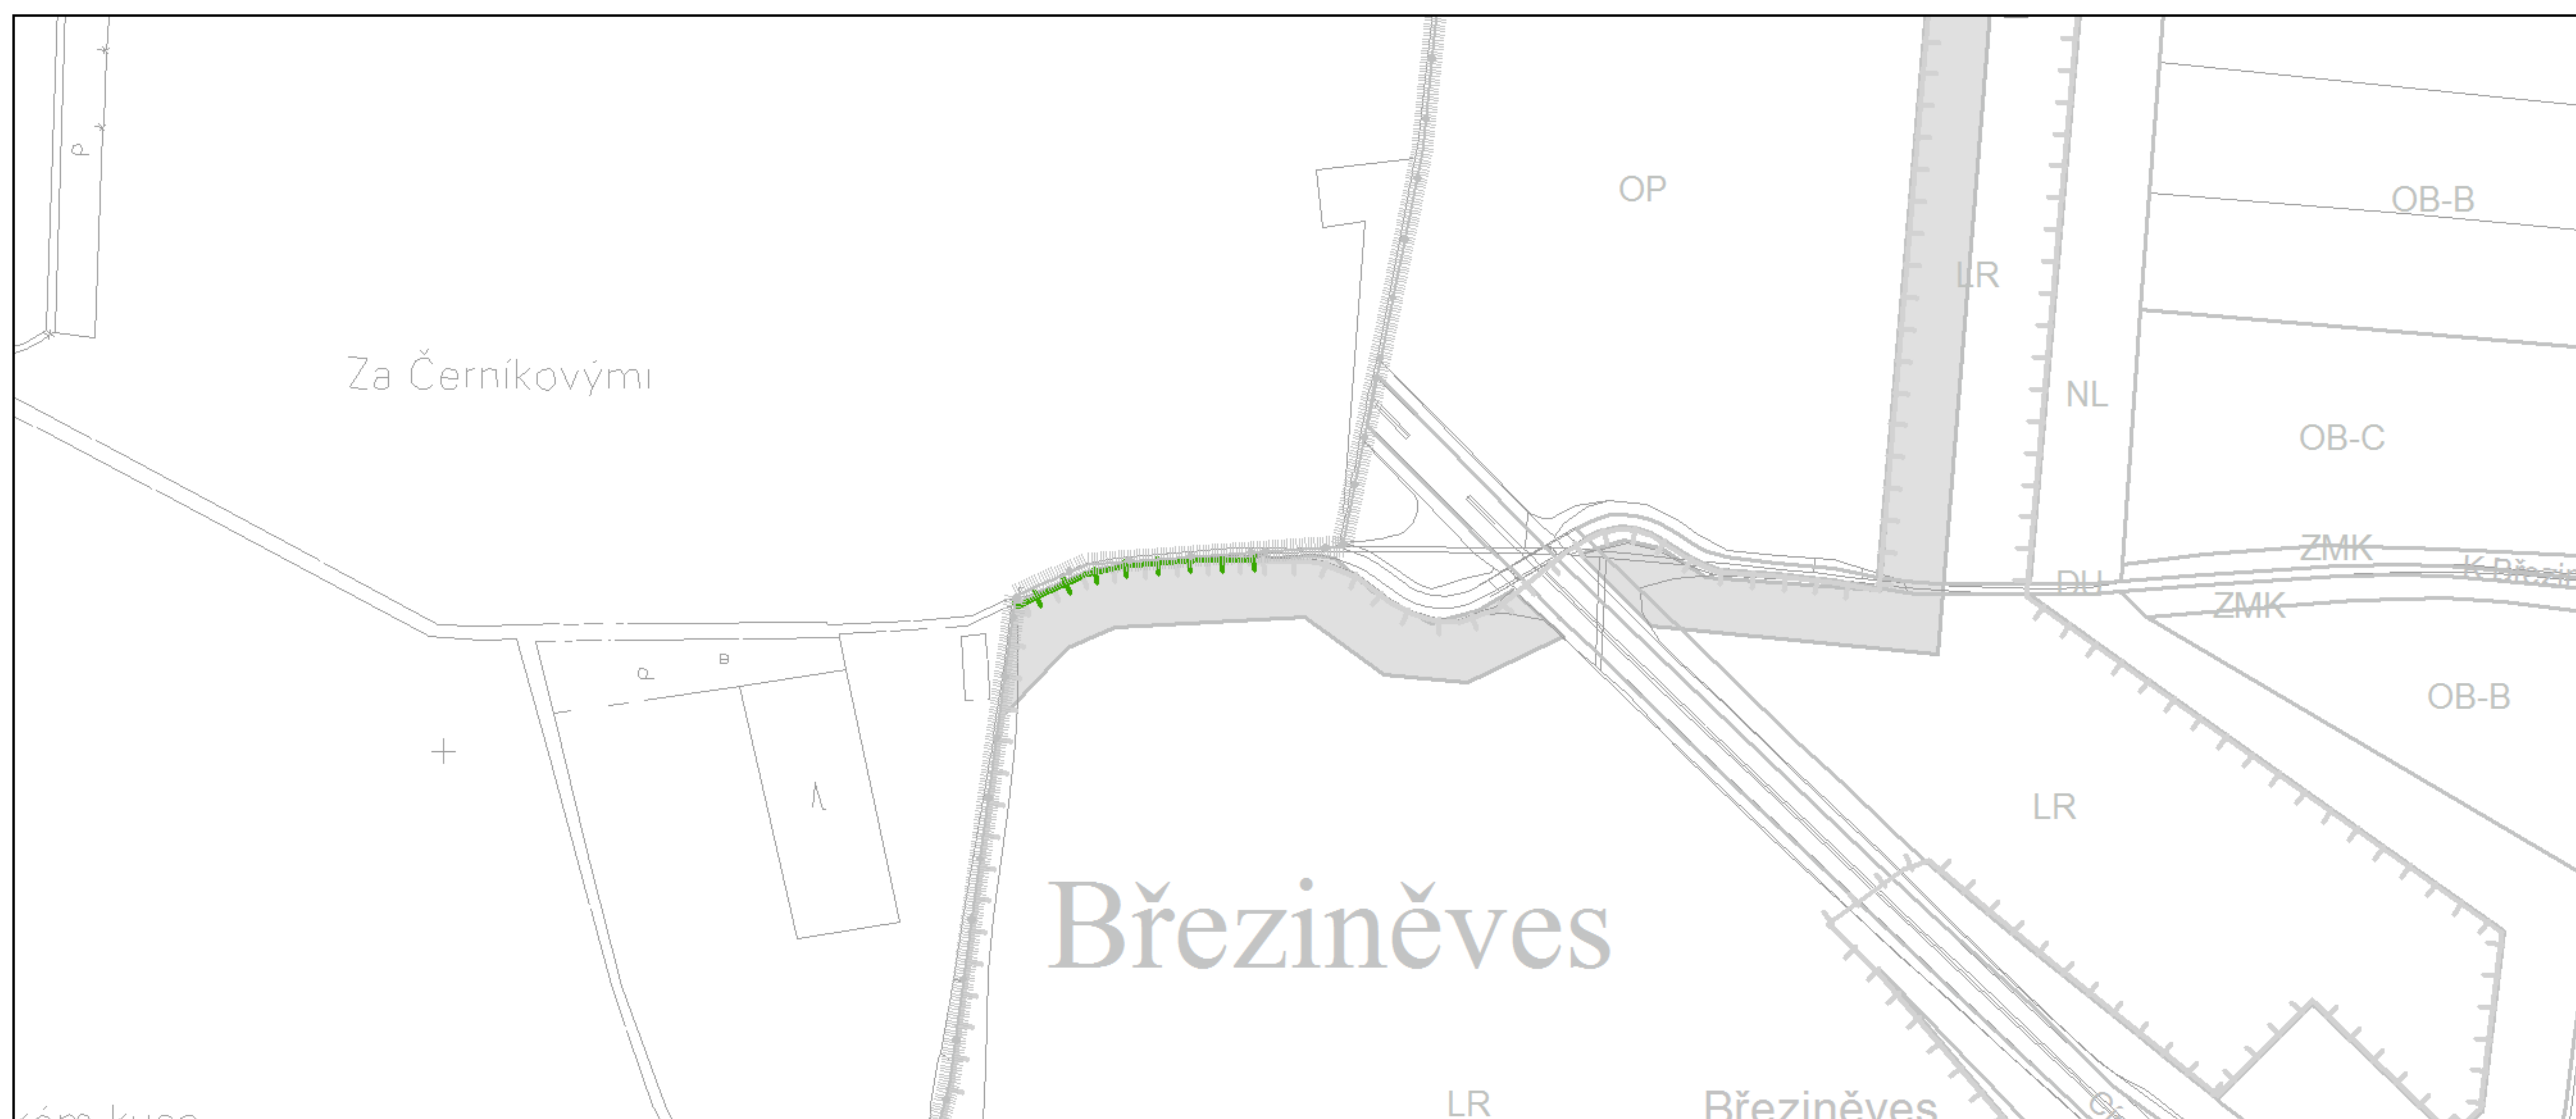 OP
OB-B
LR
Za Černíkovými
NL
OB-C
ZMK
DU
ZMK
OB-B
LR
Březiněves
LR
Březiněves